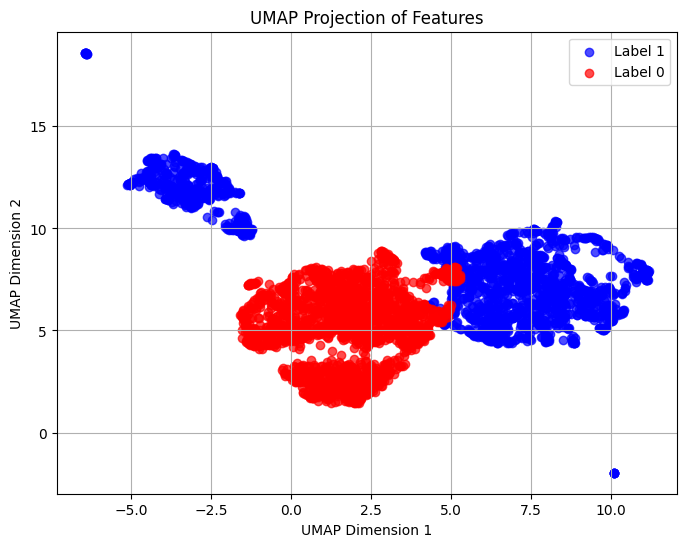 UMAP Projection of Features
Label 1
Label 0
15
10
5
0
UMAP Dimension 2
−5.0 −2.5 0.0 2.5 5.0 7.5 10.0
UMAP Dimension 1